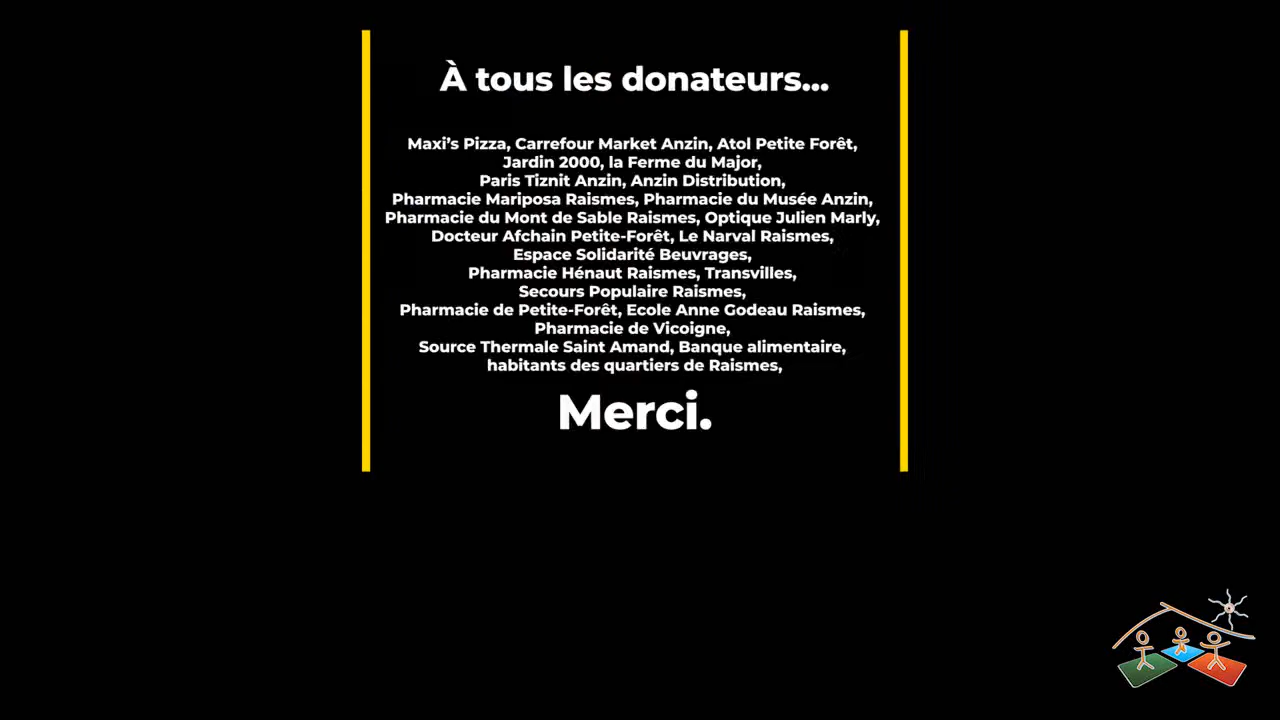 À tous les donateurs...
Maxi's Pizza, Carrefour Market Anzin, Atol Petite Forêt,
Jardin 2000, la Ferme du Major,
Paris Tiznit Anzin, Anzin Distribution,
Pharmacie Mariposa Raismes, Pharmacie du Musée Anzin,
Pharmacie du Mont de Sable Raismes, Optique Julien Marly,
Docteur Afchain Petite-Forêt, Le Narval Raismes,
Espace Solidarité Beuvrages,
Pharmacie Hénaut Raismes, Transvilles,
Secours Populaire Raismes,
Pharmacie de Petite-Forêt, Ecole Anne Godeau Raismes,
Pharmacie de Vicoigne,
Source Thermale Saint Amand, Banque alimentaire,
habitants des quartiers de Raismes,
Merci.